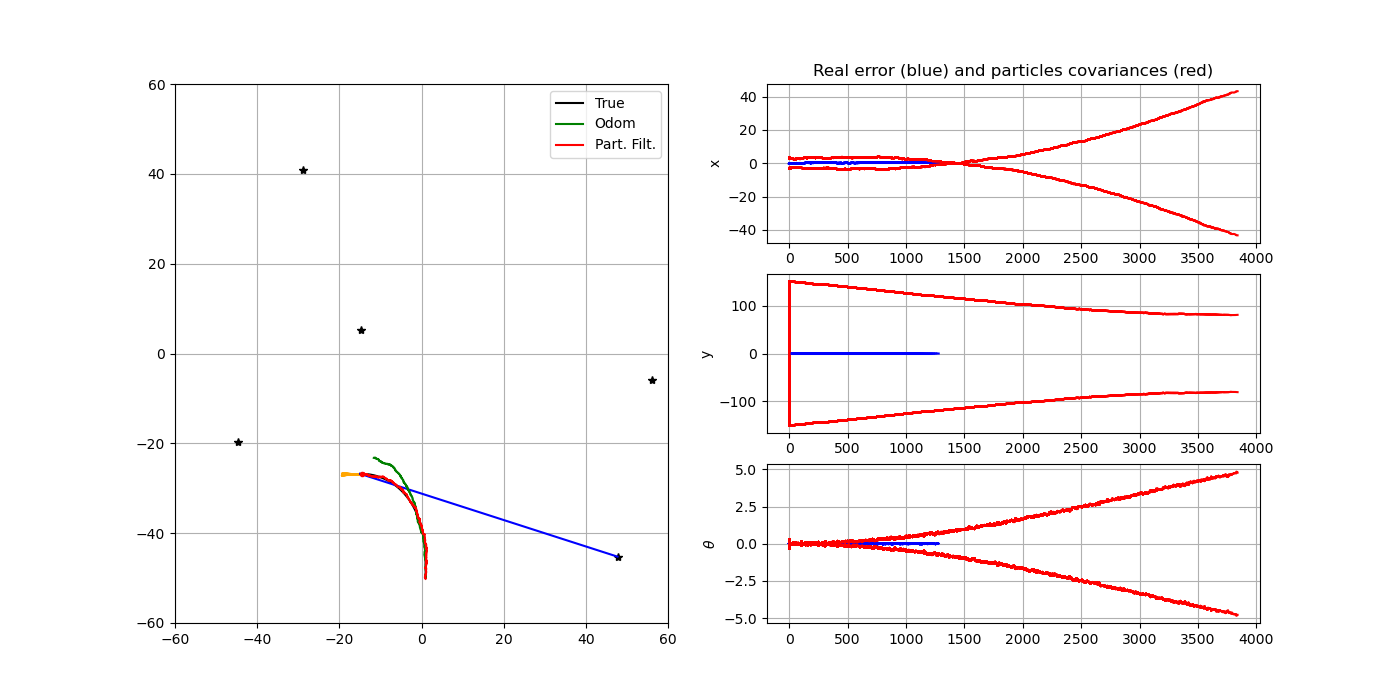 60
40
20
0
−20
−40
−60
−60 −40 −20 0 20 40 60
True
Odom
Part. Filt.
Real error (blue) and particles covariances (red)
x
40
20
0
−20
−40
0 500 1000 1500 2000 2500 3000 3500 4000
y
100
0
−100
0 500 1000 1500 2000 2500 3000 3500 4000
θ
5.0
2.5
0.0
−2.5
−5.0
0 500 1000 1500 2000 2500 3000 3500 4000